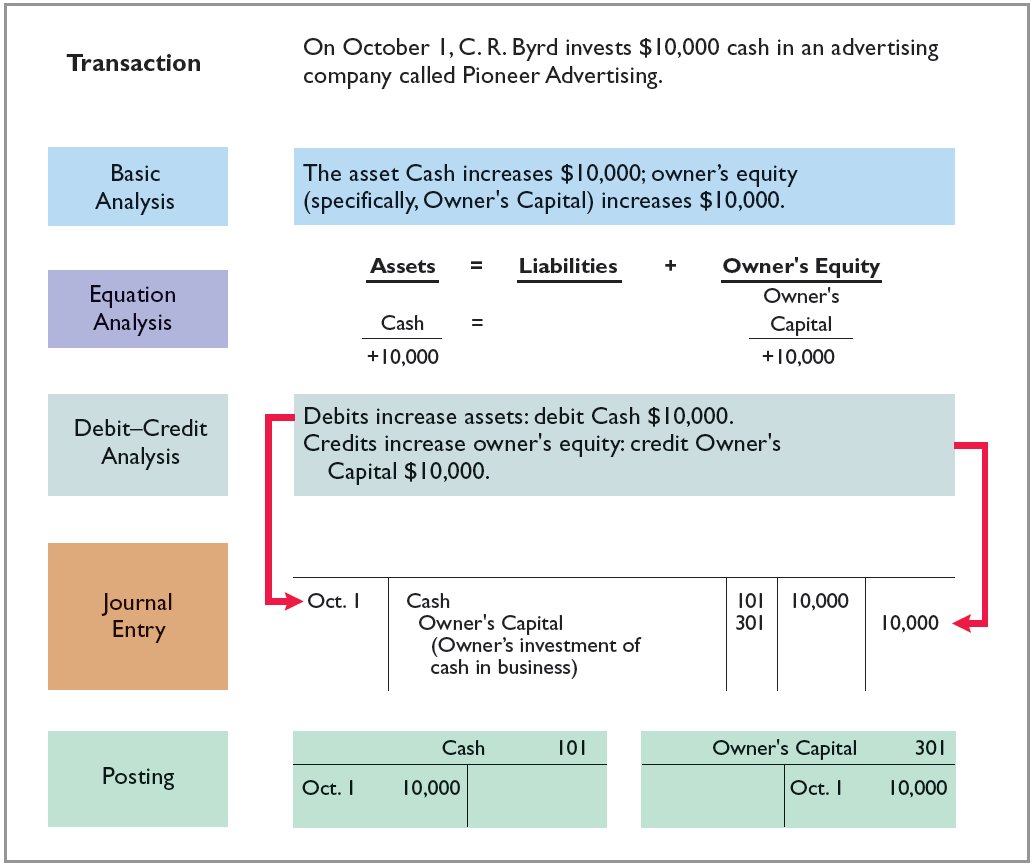 Transaction
On October 1, C. R. Byrd invests $10,000 cash in an advertising
company called Pioneer Advertising.
Basic
Analysis
The asset Cash increases $10,000; owner’s equity
(specifically, Owner's Capital) increases $10,000.
Equation
Analysis
Assets = Liabilities + Owner's Equity
Owner's
Cash = Capital
+10,000 +10,000
Debit–Credit
Analysis
Debits increase assets: debit Cash $10,000.
Credits increase owner's equity: credit Owner's
Capital $10,000.
Journal
Entry
Oct. 1 Cash 101 10,000
Owner's Capital 301 10,000
(Owner’s investment of
cash in business)
Posting
Cash 101
Oct. 1 10,000
Owner's Capital 301
Oct. 1 10,000